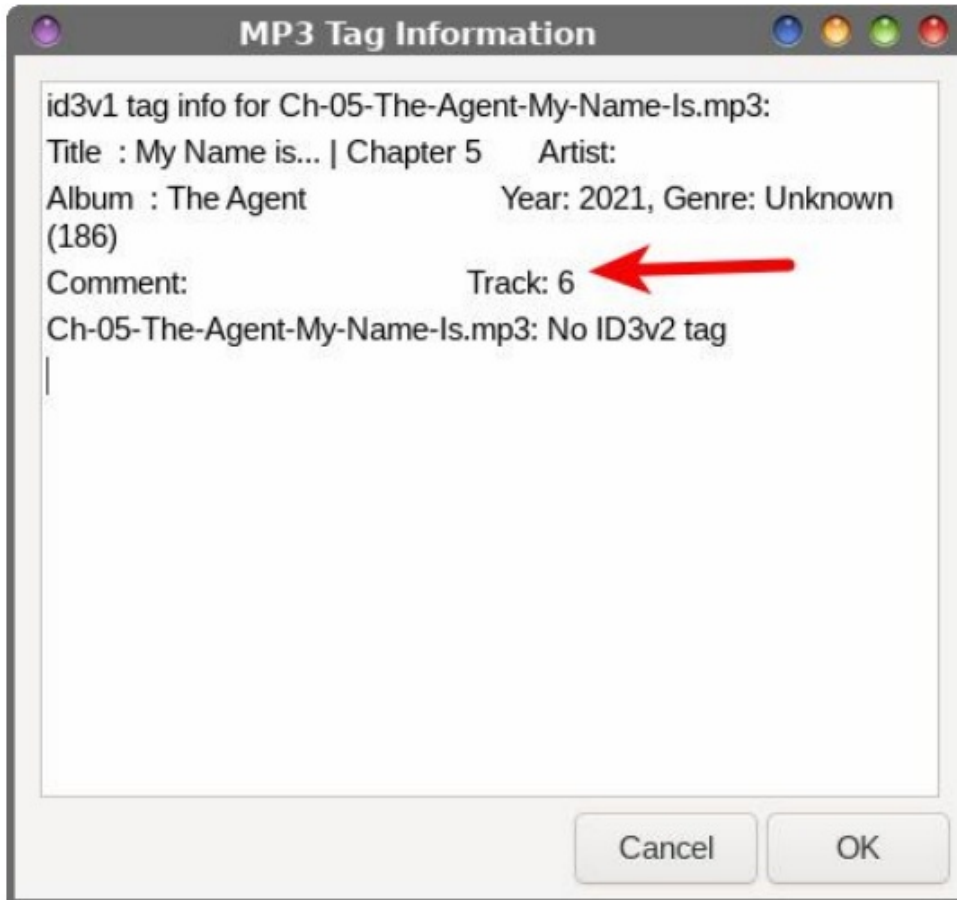 MP3 Tag Information
id3v1 tag info for Ch-05-The-Agent-My-Name-Is.mp3:
Title  : My Name is... | Chapter 5    Artist:
Album  : The Agent    Year: 2021, Genre: Unknown
(186)
Comment:    Track: 6
Ch-05-The-Agent-My-Name-Is.mp3: No ID3v2 tag
Cancel    OK